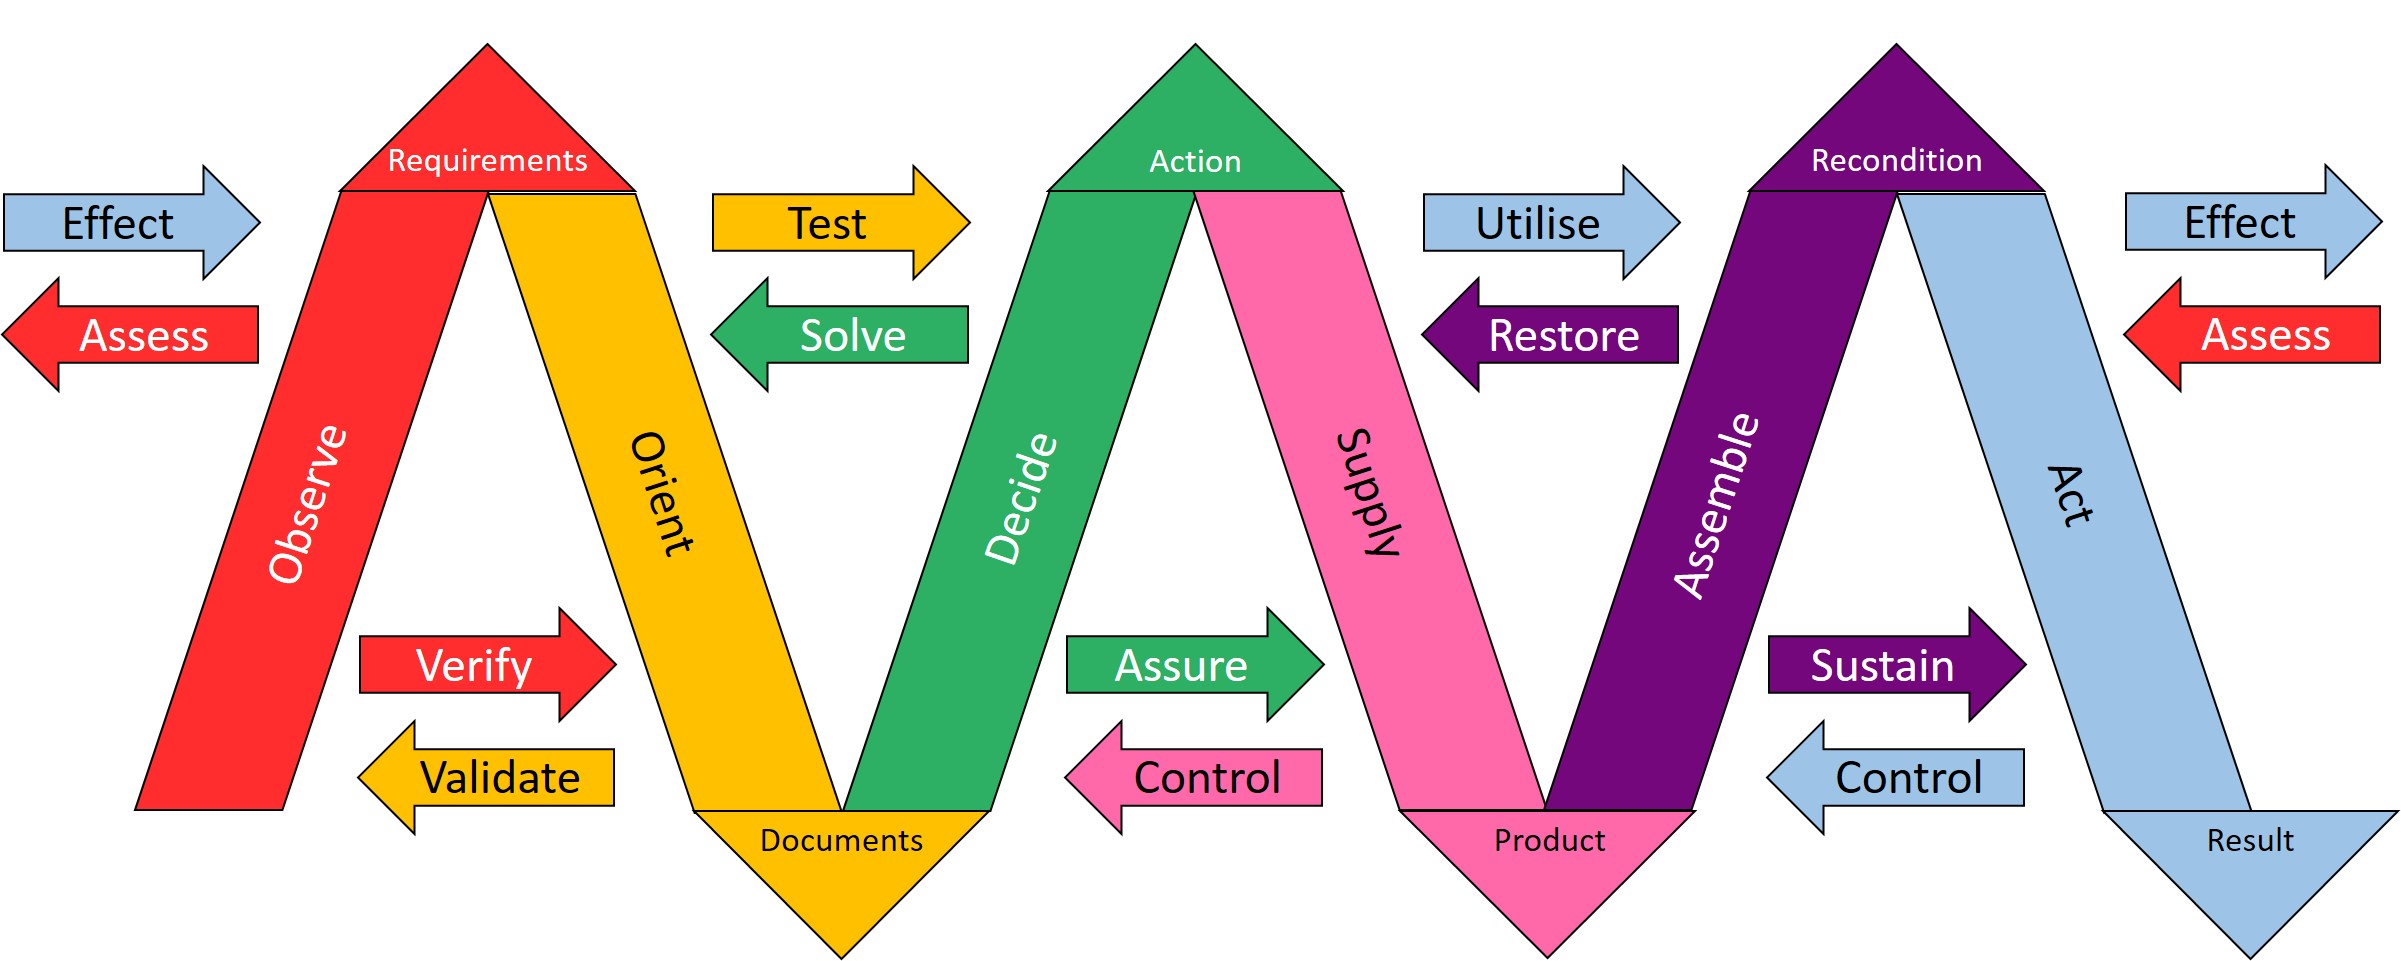 Requirements
Action
Recondition
Effect
Test
Utilise
Effect
Assess
Solve
Restore
Assess
Observe
Orient
Decide
Supply
Assemble
Act
Verify
Assure
Sustain
Validate
Control
Control
Documents
Product
Result